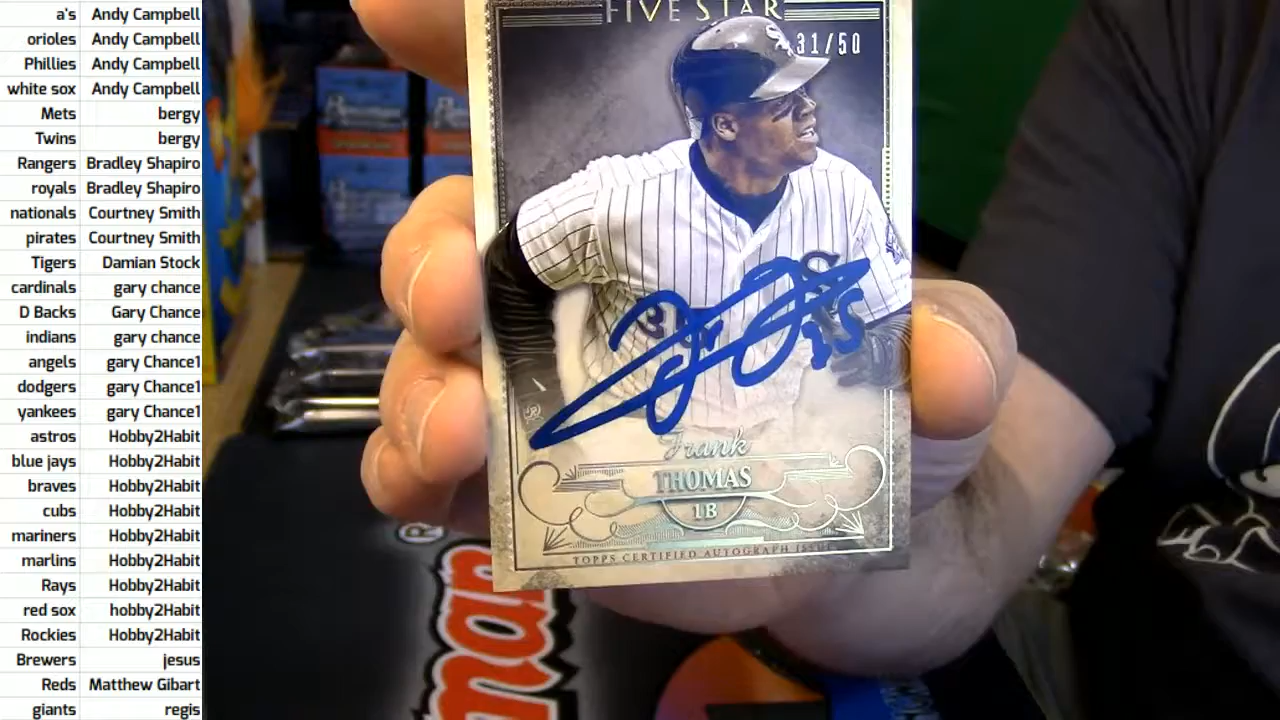 a's Andy Campbell
orioles Andy Campbell
Phillies Andy Campbell
white sox Andy Campbell
Mets bergy
Twins bergy
Rangers Bradley Shapiro
royals Bradley Shapiro
nationals Courtney Smith
pirates Courtney Smith
Tigers Damian Stock
cardinals gary chance
D Backs Gary Chance
indians gary chance
angels gary Chance1
dodgers gary Chance1
yankees gary Chance1
astros Hobby2Habit
blue jays Hobby2Habit
braves Hobby2Habit
cubs Hobby2Habit
mariners Hobby2Habit
marlins Hobby2Habit
Rays Hobby2Habit
red sox hobby2Habit
Rockies Hobby2Habit
Brewers jesus
Reds Matthew Gibart
giants regis
FIVE STAR
31/50
35
Frank
THOMAS
1B
TOPPS CERTIFIED AUTOGRAPH ISSUE